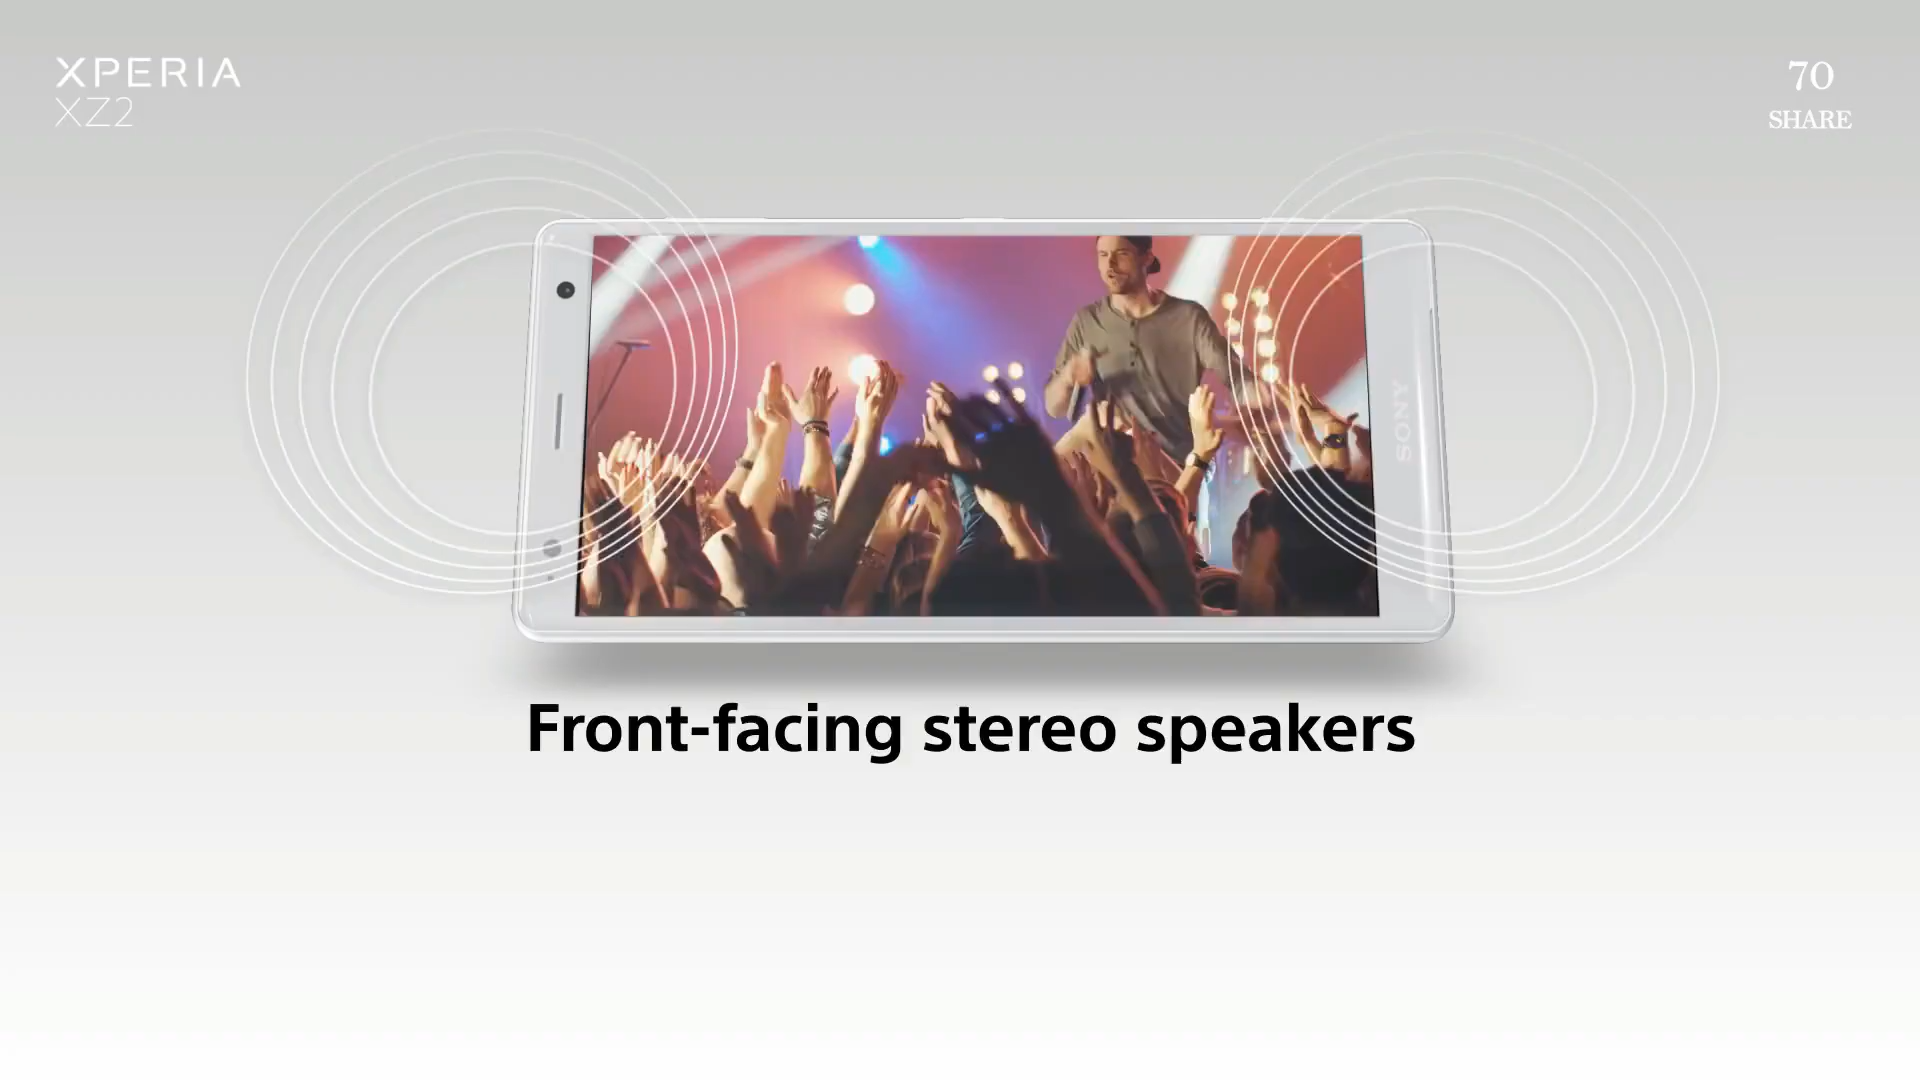 XPERIA
XZ2
70
SHARE
SONY
Front-facing stereo speakers